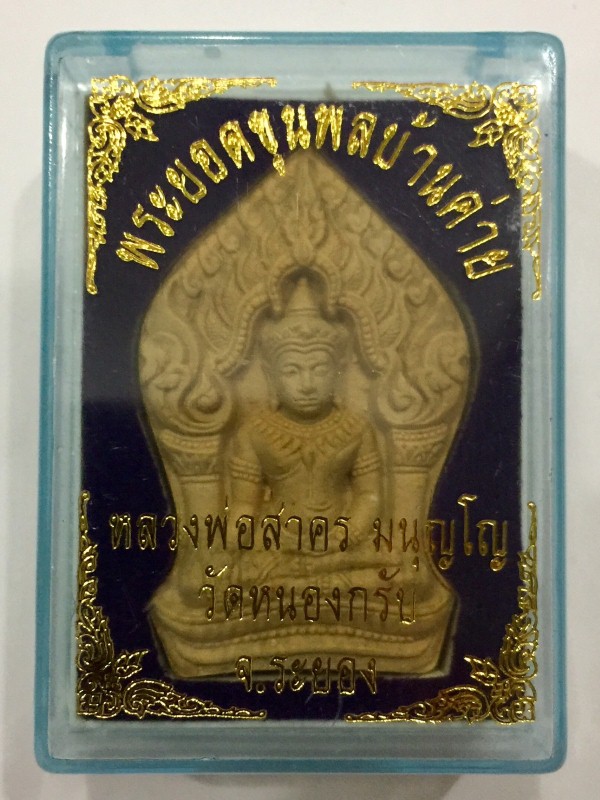 พระยอดขุนพลบ้านค่าย
หลวงพ่อสาคร มนุญโญ
วัดหนองกรับ
จ.ระยอง